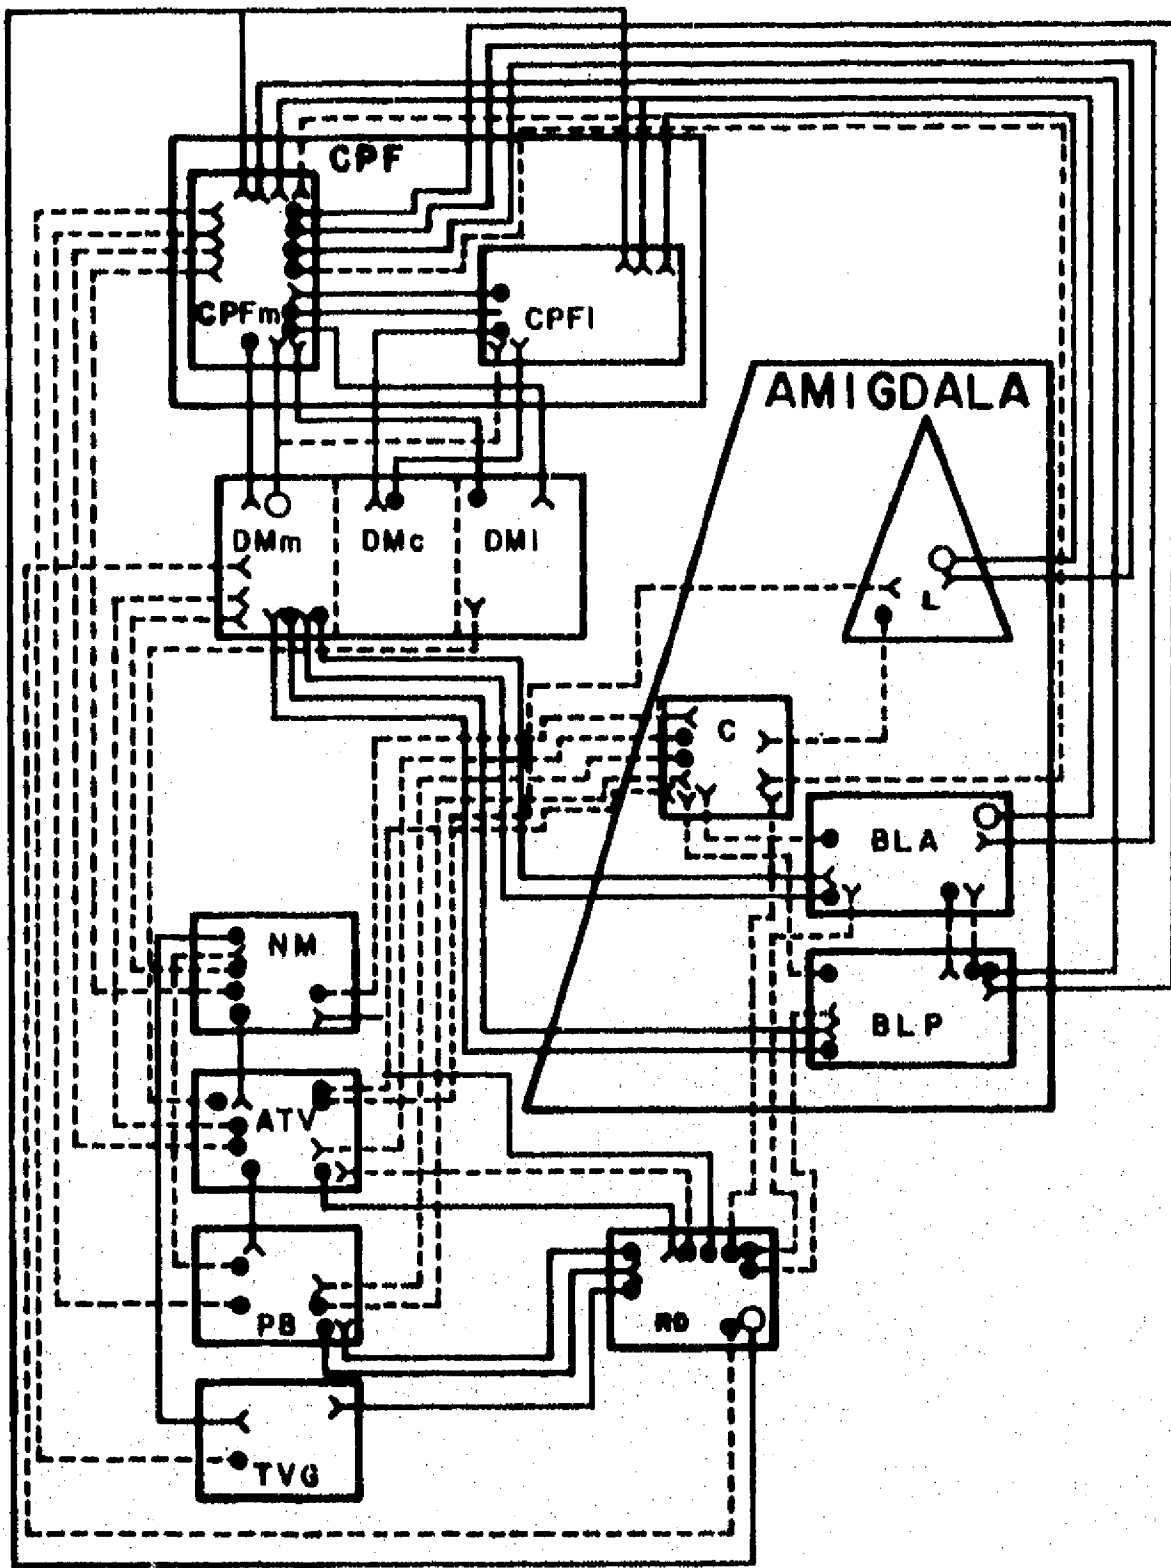 CPF
CPFm
CPFl
AMIGDALA
DMm
DMc
DMl
L
C
BLA
NM
BLP
ATV
PB
RD
TVG